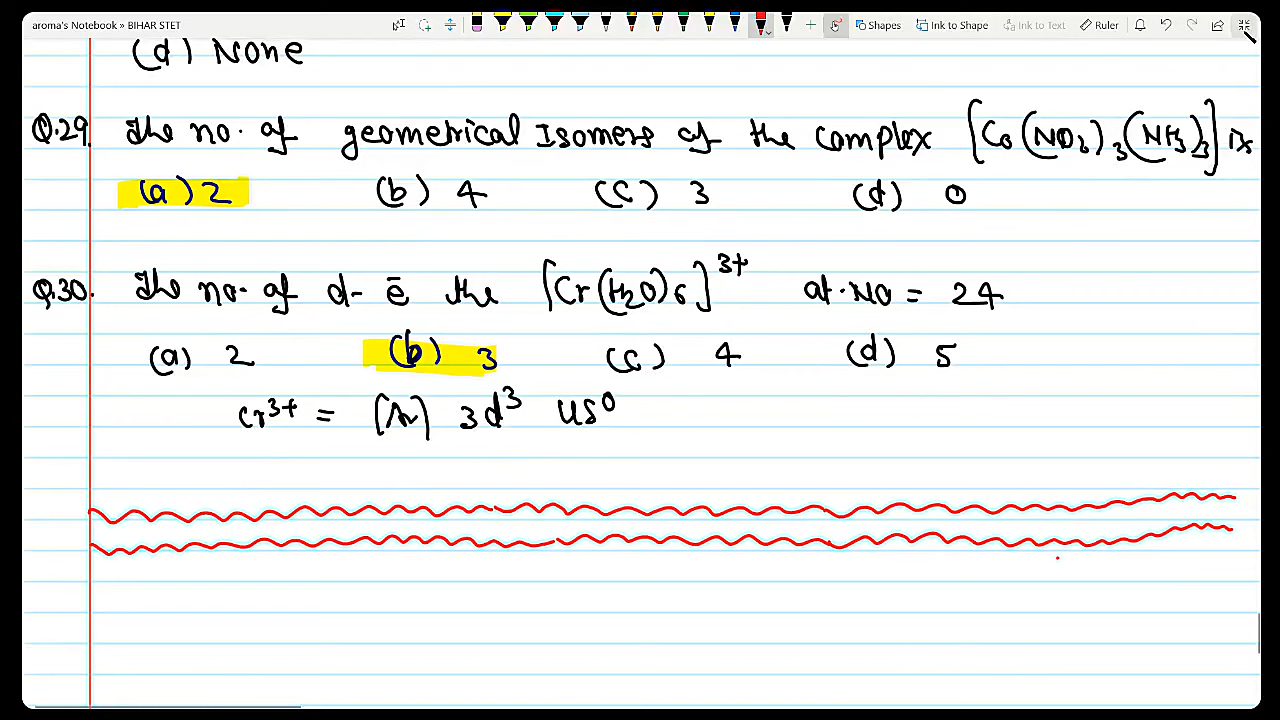 aroma's Notebook » BIHAR STET
Shapes Ink to Shape Ink to Text Ruler
(d) None
Q.29. The no. of geometrical Isomers of the complex [Co(NO2)3(NH3)3] is
(a) 2 (b) 4 (c) 3 (d) 0
Q.30. The no. of d-ē the [Cr(H2O)6]3+ at.NO = 24
(a) 2 (b) 3 (c) 4 (d) 5
Cr3+ = [Ar] 3d3 4s0